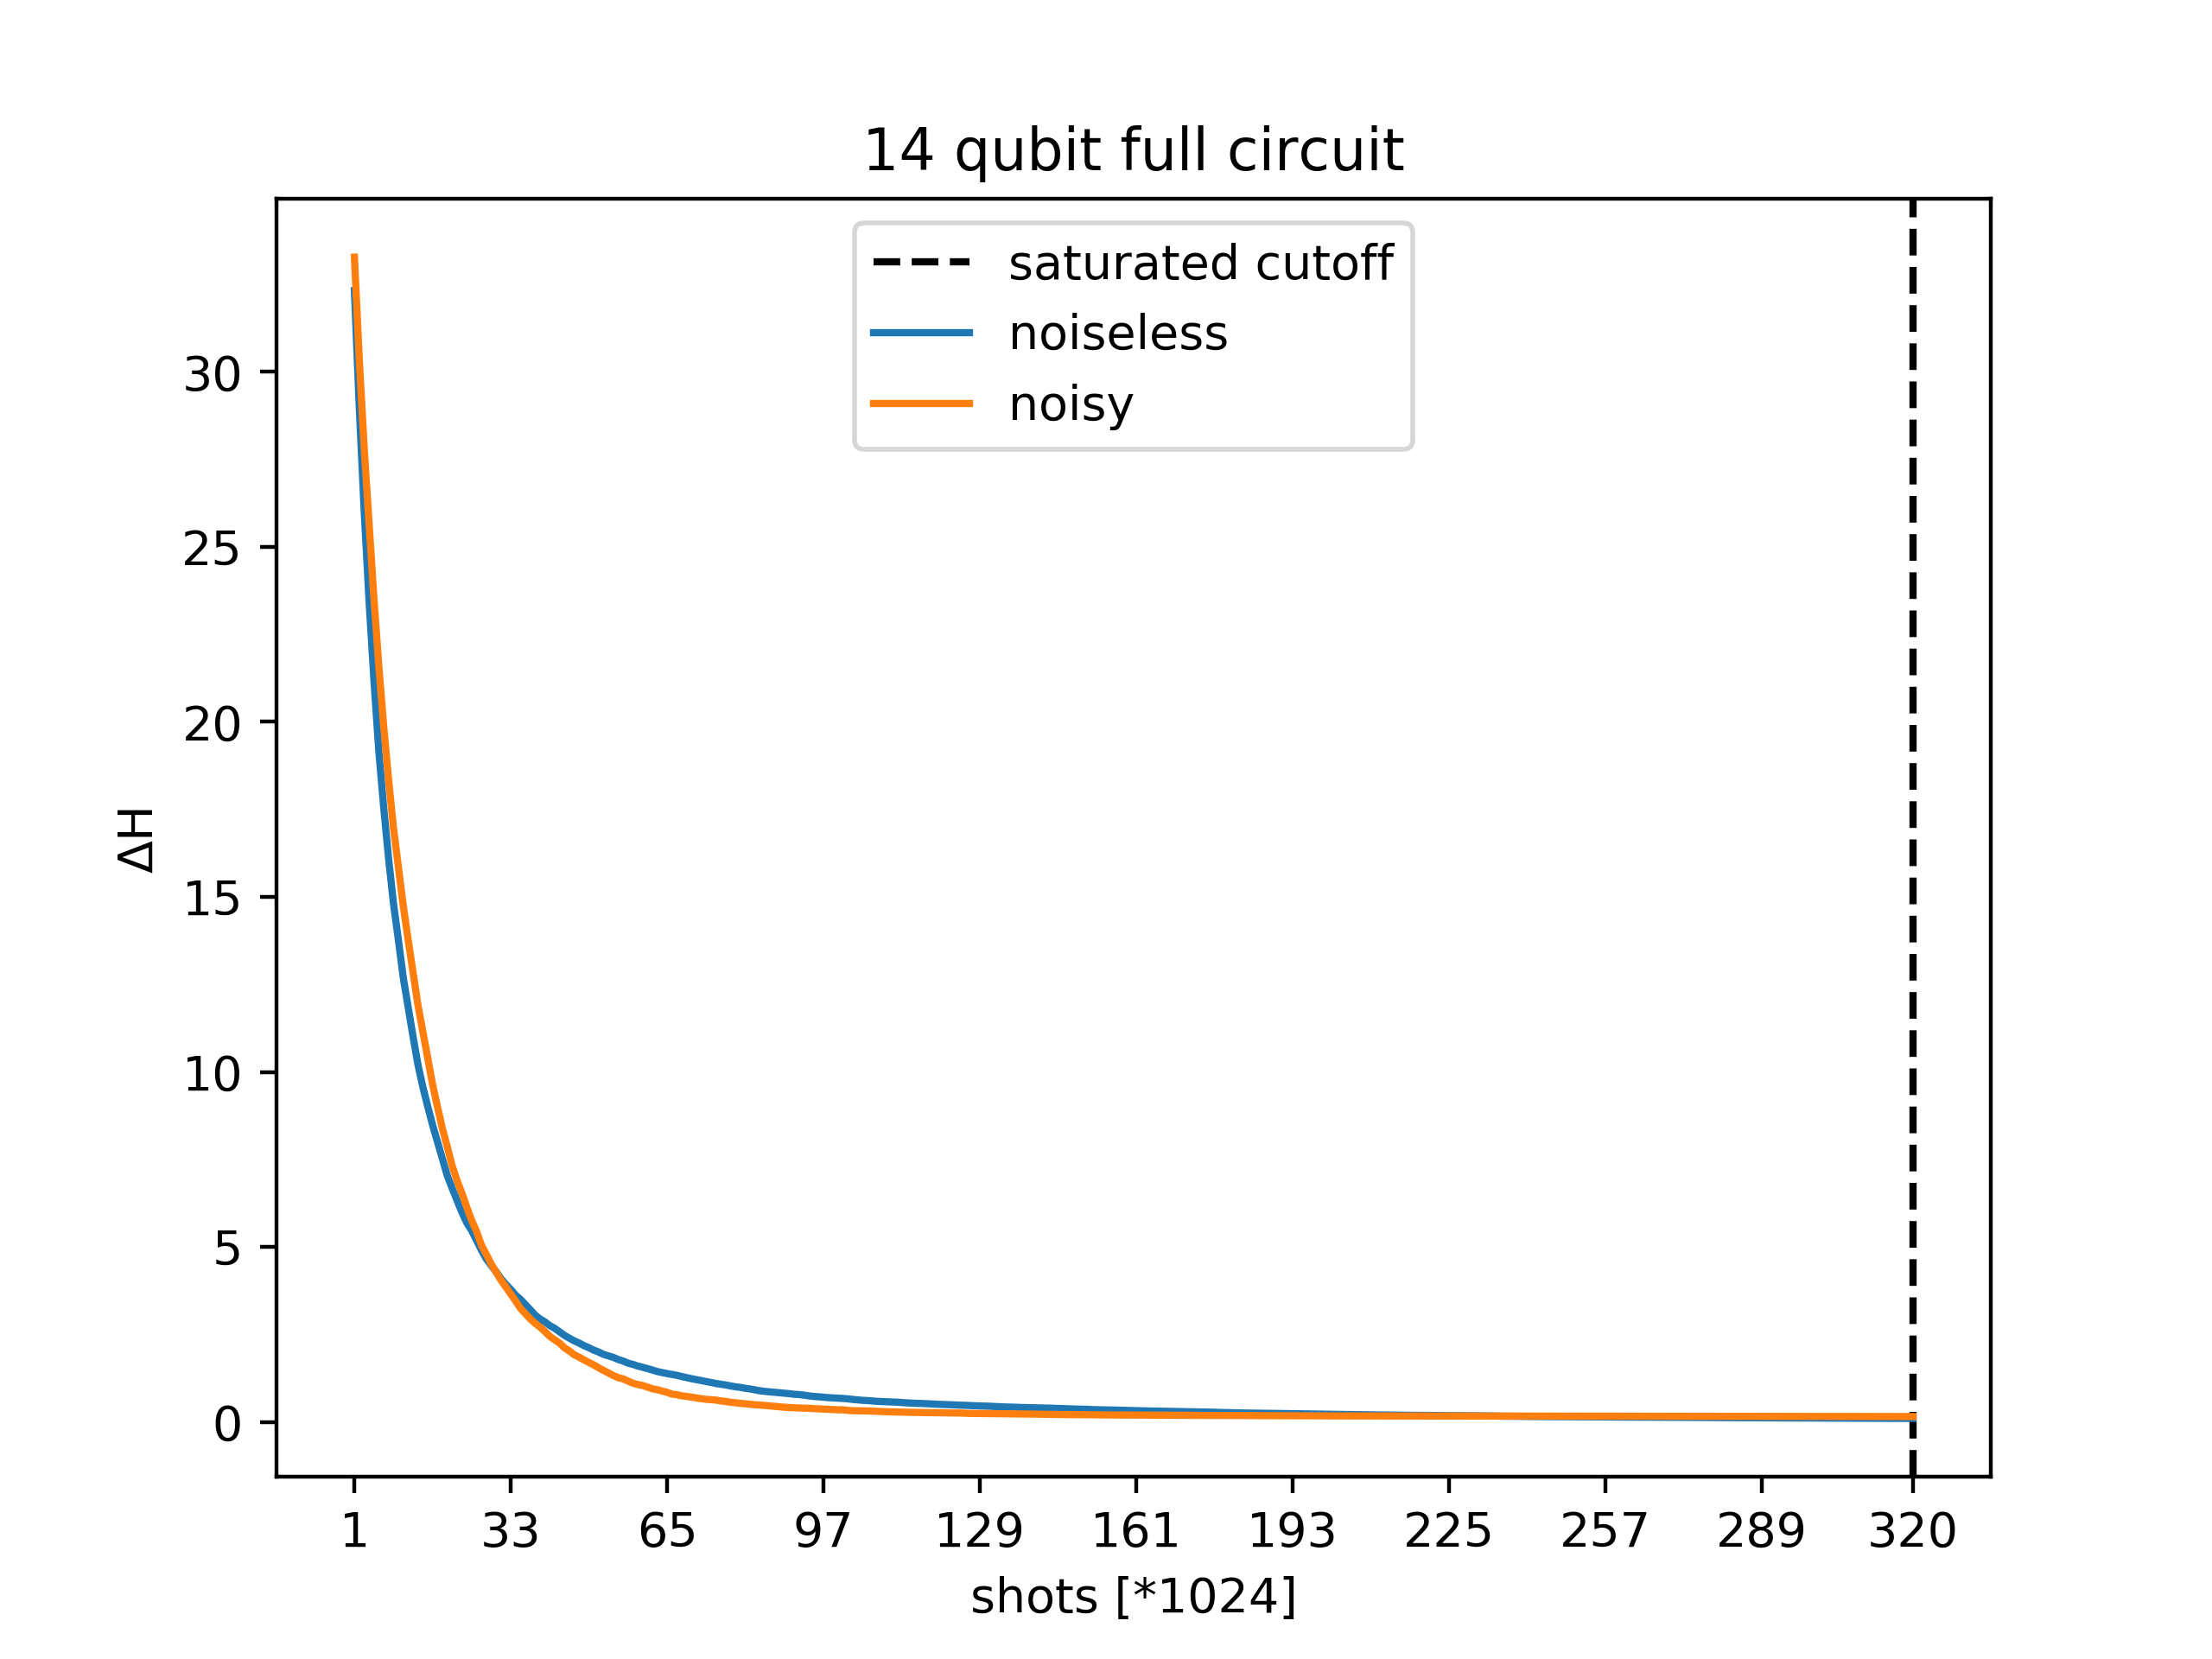 14 qubit full circuit
saturated cutoff
noiseless
noisy
30
25
20
15
10
5
0
ΔH
1 33 65 97 129 161 193 225 257 289 320
shots [*1024]